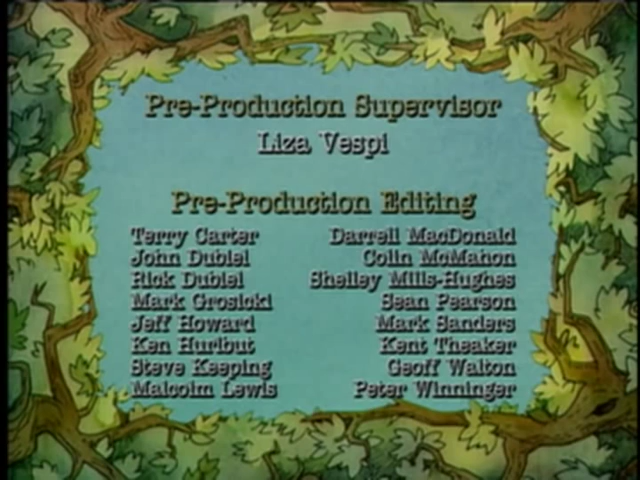 Pre-Production Supervisor
Liza Vespi
Pre-Production Editing
Terry Carter Darrell MacDonald
John Dubiel Colin McMahon
Rick Dubiel Shelley Mills-Hughes
Mark Grosicki Sean Pearson
Jeff Howard Mark Sanders
Ken Hurlbut Kent Theaker
Steve Keeping Geoff Walton
Malcolm Lewis Peter Winninger